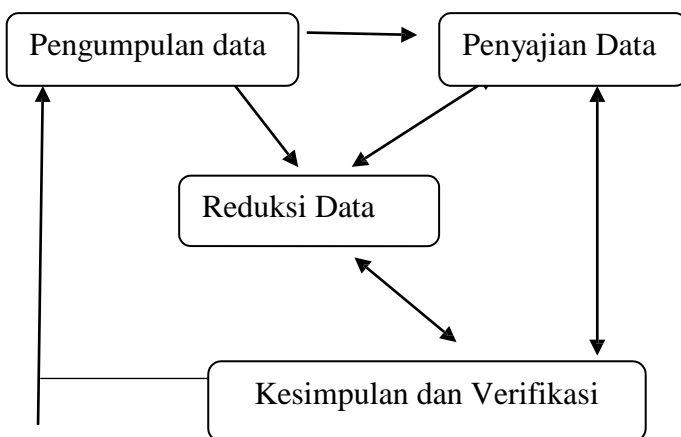 Pengumpulan data
Penyajian Data
Reduksi Data
Kesimpulan dan Verifikasi